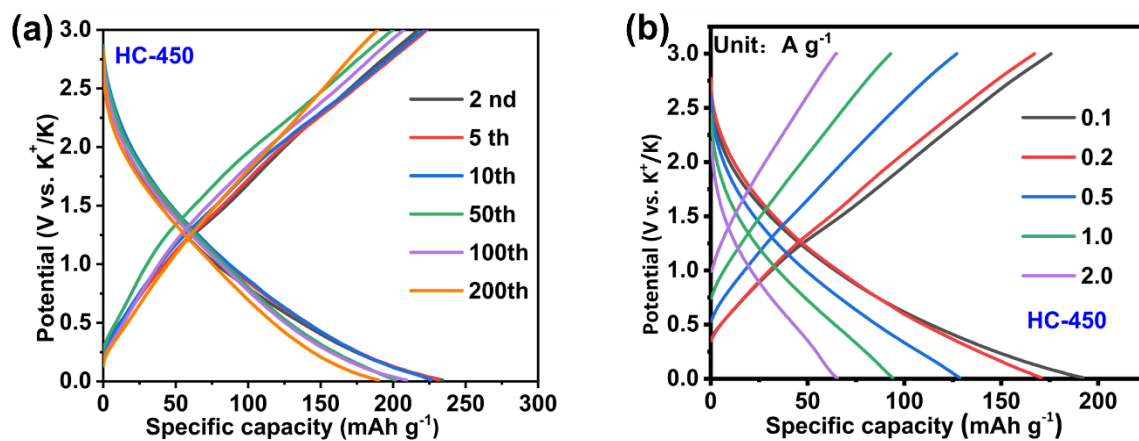 (a)
HC-450
2 nd
5 th
10th
50th
100th
200th
3.0
2.5
2.0
1.5
1.0
0.5
0.0
Potential (V vs. K⁺/K)
0 50 100 150 200 250 300
Specific capacity (mAh g⁻¹)
(b)
Unit: A g⁻¹
0.1
0.2
0.5
1.0
2.0
HC-450
3.0
2.5
2.0
1.5
1.0
0.5
0.0
Potential (V vs. K⁺/K)
0 50 100 150 200
Specific capacity (mAh g⁻¹)